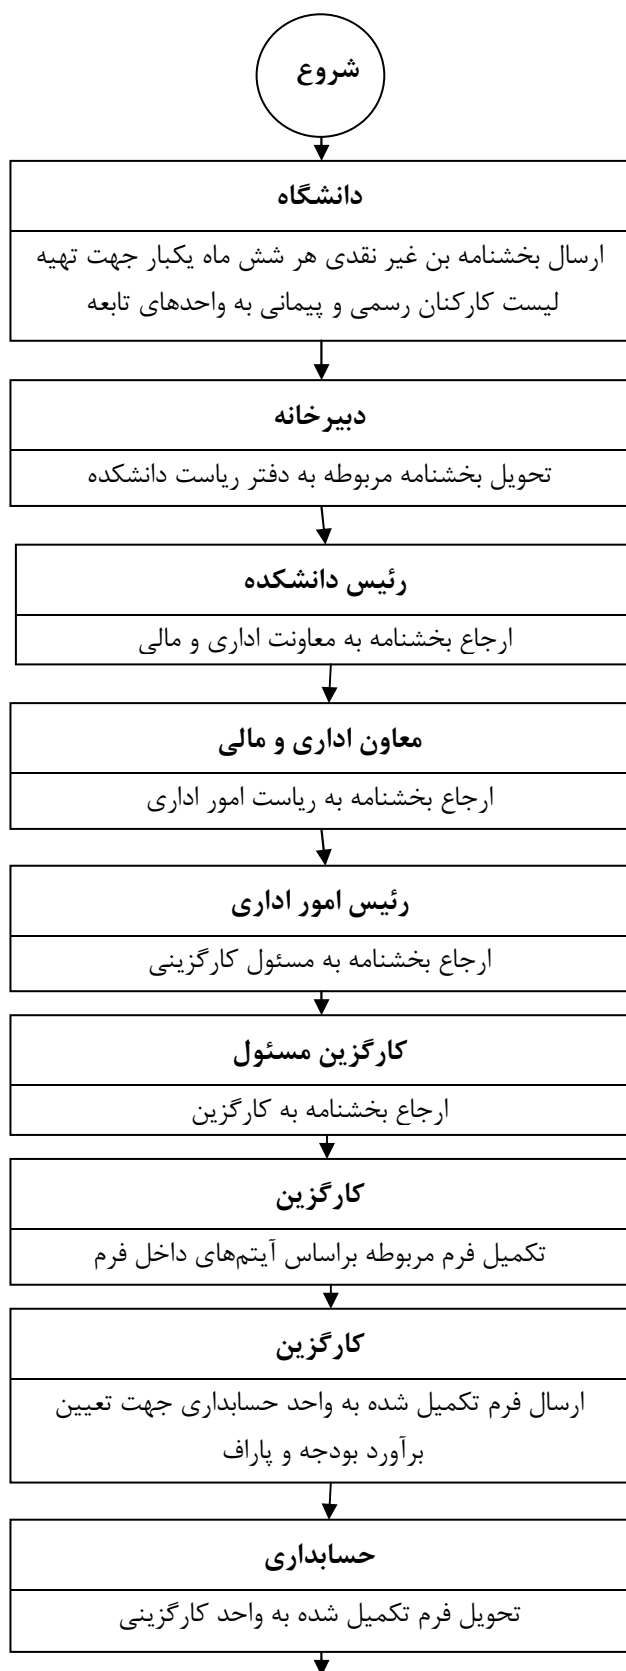 شروع
دانشگاه
ارسال بخشنامه بن غیر نقدی هر شش ماه یکبار جهت تهیه
لیست کارکنان رسمی و پیمانی به واحدهای تابعه
دبیرخانه
تحویل بخشنامه مربوطه به دفتر ریاست دانشکده
رئیس دانشکده
ارجاع بخشنامه به معاونت اداری و مالی
معاون اداری و مالی
ارجاع بخشنامه به ریاست امور اداری
رئیس امور اداری
ارجاع بخشنامه به مسئول کارگزینی
کارگزین مسئول
ارجاع بخشنامه به کارگزین
کارگزین
تکمیل فرم مربوطه براساس آیتم‌های داخل فرم
کارگزین
ارسال فرم تکمیل شده به واحد حسابداری جهت تعیین
برآورد بودجه و پاراف
حسابداری
تحویل فرم تکمیل شده به واحد کارگزینی